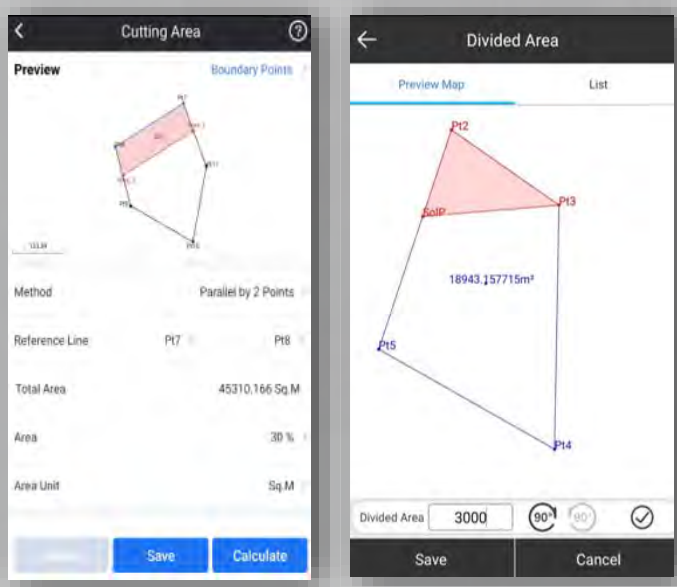 Cutting Area
Preview
Boundary Points
Pt7
Method
Parallel by 2 Points
Reference Line
Pt7
Pt8
Total Area
45310.166 Sq.M
Area
30 %
Area Unit
Sq.M
Save
Calculate
Divided Area
Preview Map
List
Pt2
Pt3
SolP
18943.157715m²
Pt5
Pt4
Divided Area
3000
90°
90°
Save
Cancel